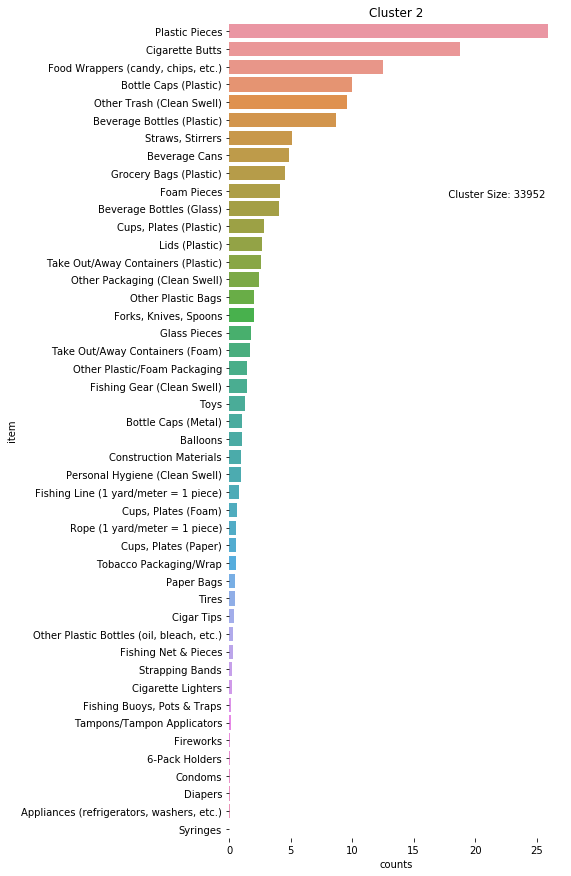 Cluster 2
Plastic Pieces
Cigarette Butts
Food Wrappers (candy, chips, etc.)
Bottle Caps (Plastic)
Other Trash (Clean Swell)
Beverage Bottles (Plastic)
Straws, Stirrers
Beverage Cans
Grocery Bags (Plastic)
Foam Pieces
Cluster Size: 33952
Beverage Bottles (Glass)
Cups, Plates (Plastic)
Lids (Plastic)
Take Out/Away Containers (Plastic)
Other Packaging (Clean Swell)
Other Plastic Bags
Forks, Knives, Spoons
Glass Pieces
Take Out/Away Containers (Foam)
Other Plastic/Foam Packaging
Fishing Gear (Clean Swell)
Toys
Bottle Caps (Metal)
item
Balloons
Construction Materials
Personal Hygiene (Clean Swell)
Fishing Line (1 yard/meter = 1 piece)
Cups, Plates (Foam)
Rope (1 yard/meter = 1 piece)
Cups, Plates (Paper)
Tobacco Packaging/Wrap
Paper Bags
Tires
Cigar Tips
Other Plastic Bottles (oil, bleach, etc.)
Fishing Net & Pieces
Strapping Bands
Cigarette Lighters
Fishing Buoys, Pots & Traps
Tampons/Tampon Applicators
Fireworks
6-Pack Holders
Condoms
Diapers
Appliances (refrigerators, washers, etc.)
Syringes
0 5 10 15 20 25
counts